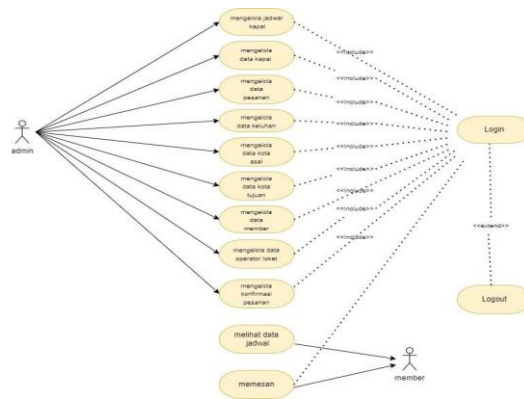 mengelola jadwal
kapal
<<include>>
mengelola
data kapal
<<include>>
mengelola
data
pesanan
<<include>>
mengelola
data keluhan
<<include>>
admin
Login
mengelola
data kota
asal
<<include>>
mengelola
data kota
tujuan
<<include>>
mengelola
data
member
<<include>>
mengelola data
operator loket
<<include>>
<<extend>>
mengelola
konfirmasi
pesanan
Logout
melihat data
jadwal
member
memesan